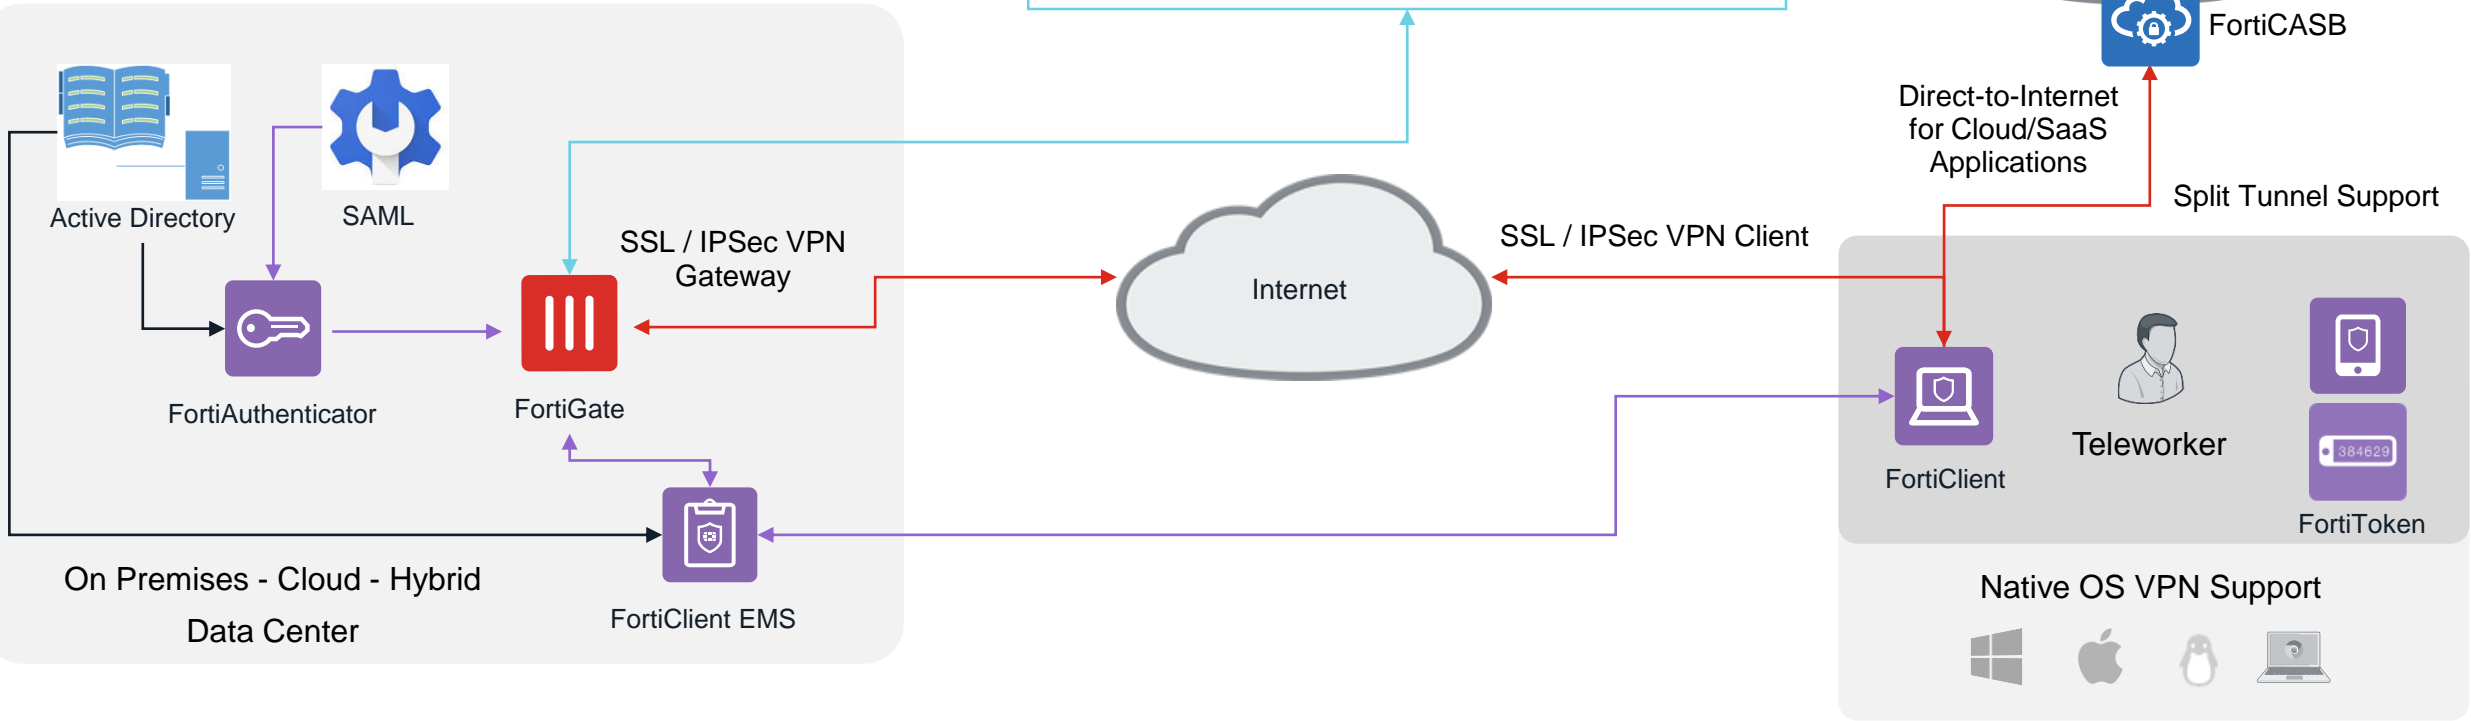 FortiCASB
Direct-to-Internet
for Cloud/SaaS
Applications
Split Tunnel Support
Active Directory
SAML
SSL / IPSec VPN
Gateway
SSL / IPSec VPN Client
Internet
FortiAuthenticator
FortiGate
Teleworker
384629
FortiClient
FortiToken
On Premises - Cloud - Hybrid
Data Center
FortiClient EMS
Native OS VPN Support